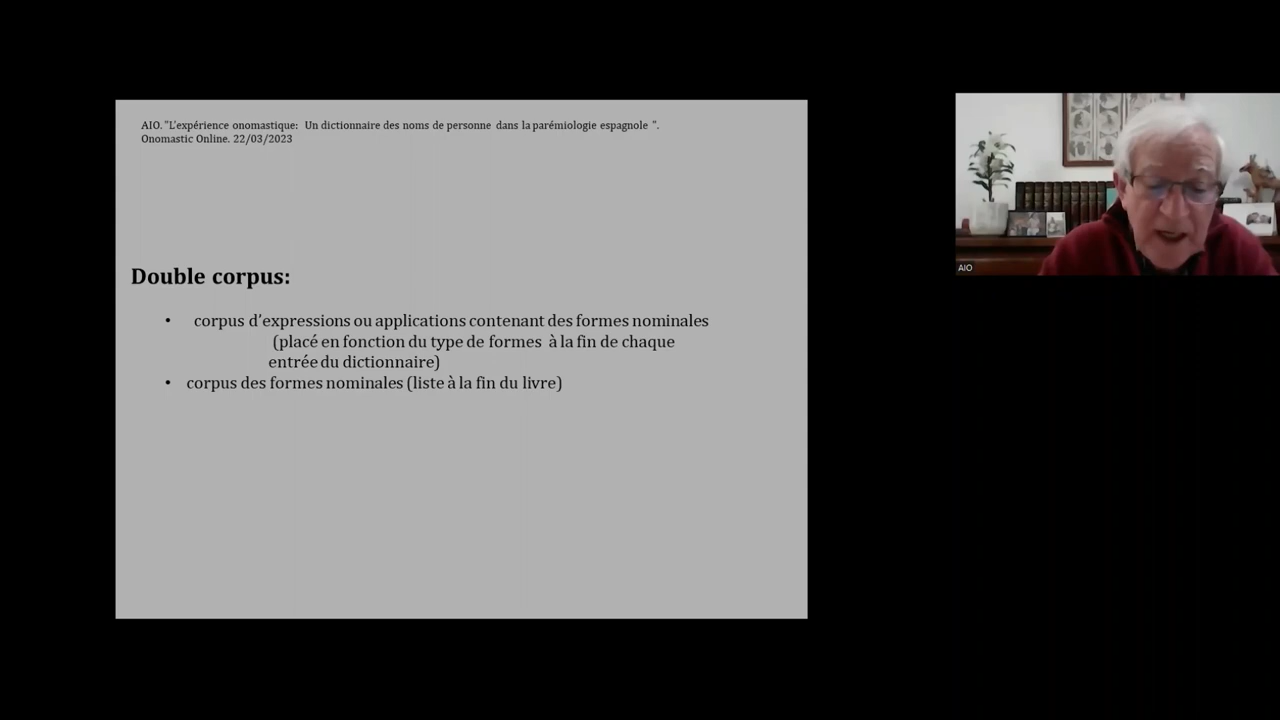 AIO. "L'expérience onomastique: Un dictionnaire des noms de personne dans la parémiologie espagnole ".
Onomastic Online. 22/03/2023
Double corpus:
• corpus d'expressions ou applications contenant des formes nominales
(placé en fonction du type de formes à la fin de chaque
entrée du dictionnaire)
• corpus des formes nominales (liste à la fin du livre)
AIO